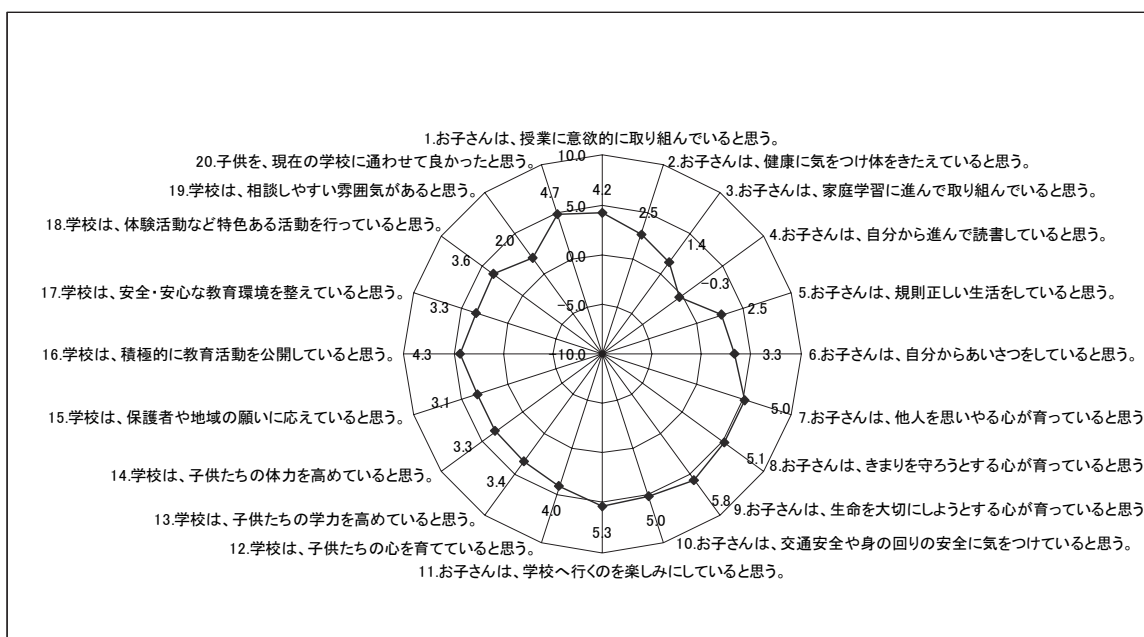 1.お子さんは、授業に意欲的に取り組んでいると思う。
2.お子さんは、健康に気をつけ体をきたえていると思う。
3.お子さんは、家庭学習に進んで取り組んでいると思う。
4.お子さんは、自分から進んで読書していると思う。
5.お子さんは、規則正しい生活をしていると思う。
6.お子さんは、自分からあいさつをしていると思う。
7.お子さんは、他人を思いやる心が育っていると思う
8.お子さんは、きまりを守ろうとする心が育っていると思う
9.お子さんは、生命を大切にしようとする心が育っていると思う
10.お子さんは、交通安全や身の回りの安全に気をつけていると思う。
11.お子さんは、学校へ行くのを楽しみにしていると思う。
12.学校は、子供たちの心を育てていると思う。
13.学校は、子供たちの学力を高めていると思う。
14.学校は、子供たちの体力を高めていると思う。
15.学校は、保護者や地域の願いに応えていると思う。
16.学校は、積極的に教育活動を公開していると思う。
17.学校は、安全・安心な教育環境を整えていると思う。
18.学校は、体験活動など特色ある活動を行っていると思う。
19.学校は、相談しやすい雰囲気があると思う。
20.子供を、現在の学校に通わせて良かったと思う。
10.0
5.0
0.0
-5.0
-10.0
4.2
2.5
1.4
-0.3
2.5
3.3
5.0
5.1
5.8
5.0
5.3
4.0
3.4
3.3
3.1
4.3
3.3
3.6
2.0
4.7